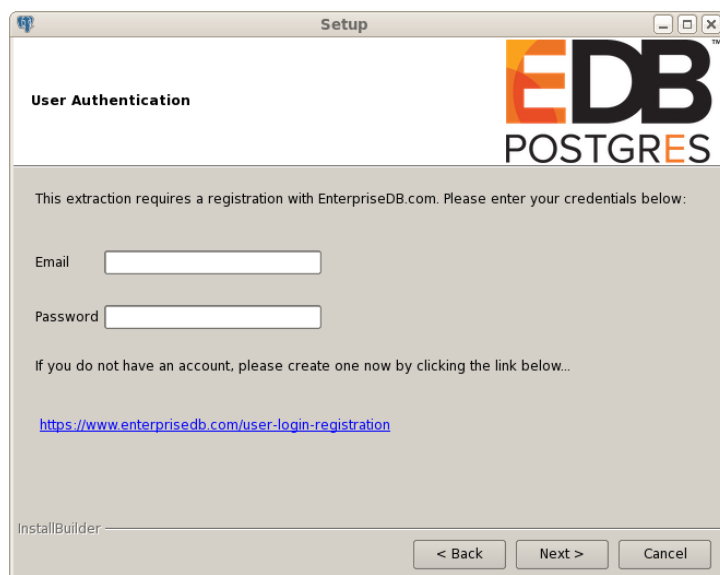 Setup
User Authentication
EDB™
POSTGRES
This extraction requires a registration with EnterpriseDB.com. Please enter your credentials below:
Email
Password
If you do not have an account, please create one now by clicking the link below...
https://www.enterprisedb.com/user-login-registration
InstallBuilder
< Back
Next >
Cancel